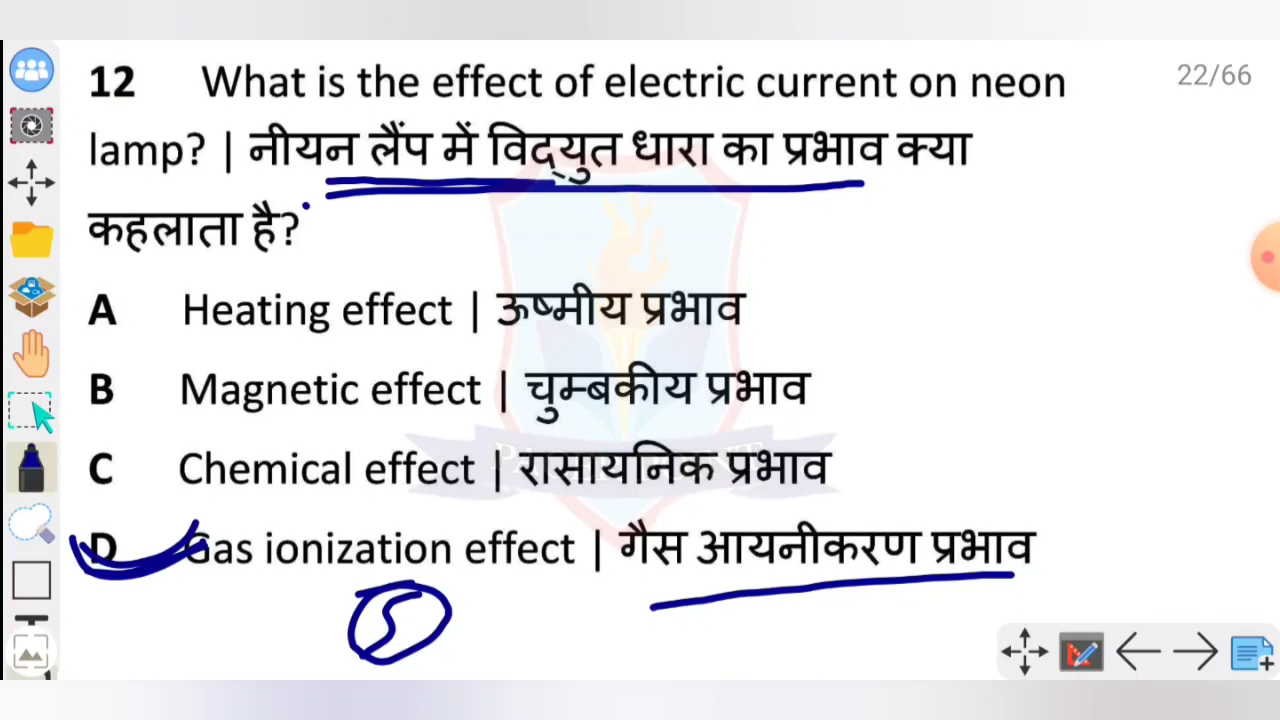 12 What is the effect of electric current on neon
22/66
lamp? | नीयन लैंप में विद्‌युत धारा का प्रभाव क्या
कहलाता है?
A Heating effect | ऊष्मीय प्रभाव
B Magnetic effect | चुम्बकीय प्रभाव
C Chemical effect | रासायनिक प्रभाव
D Gas ionization effect | गैस आयनीकरण प्रभाव